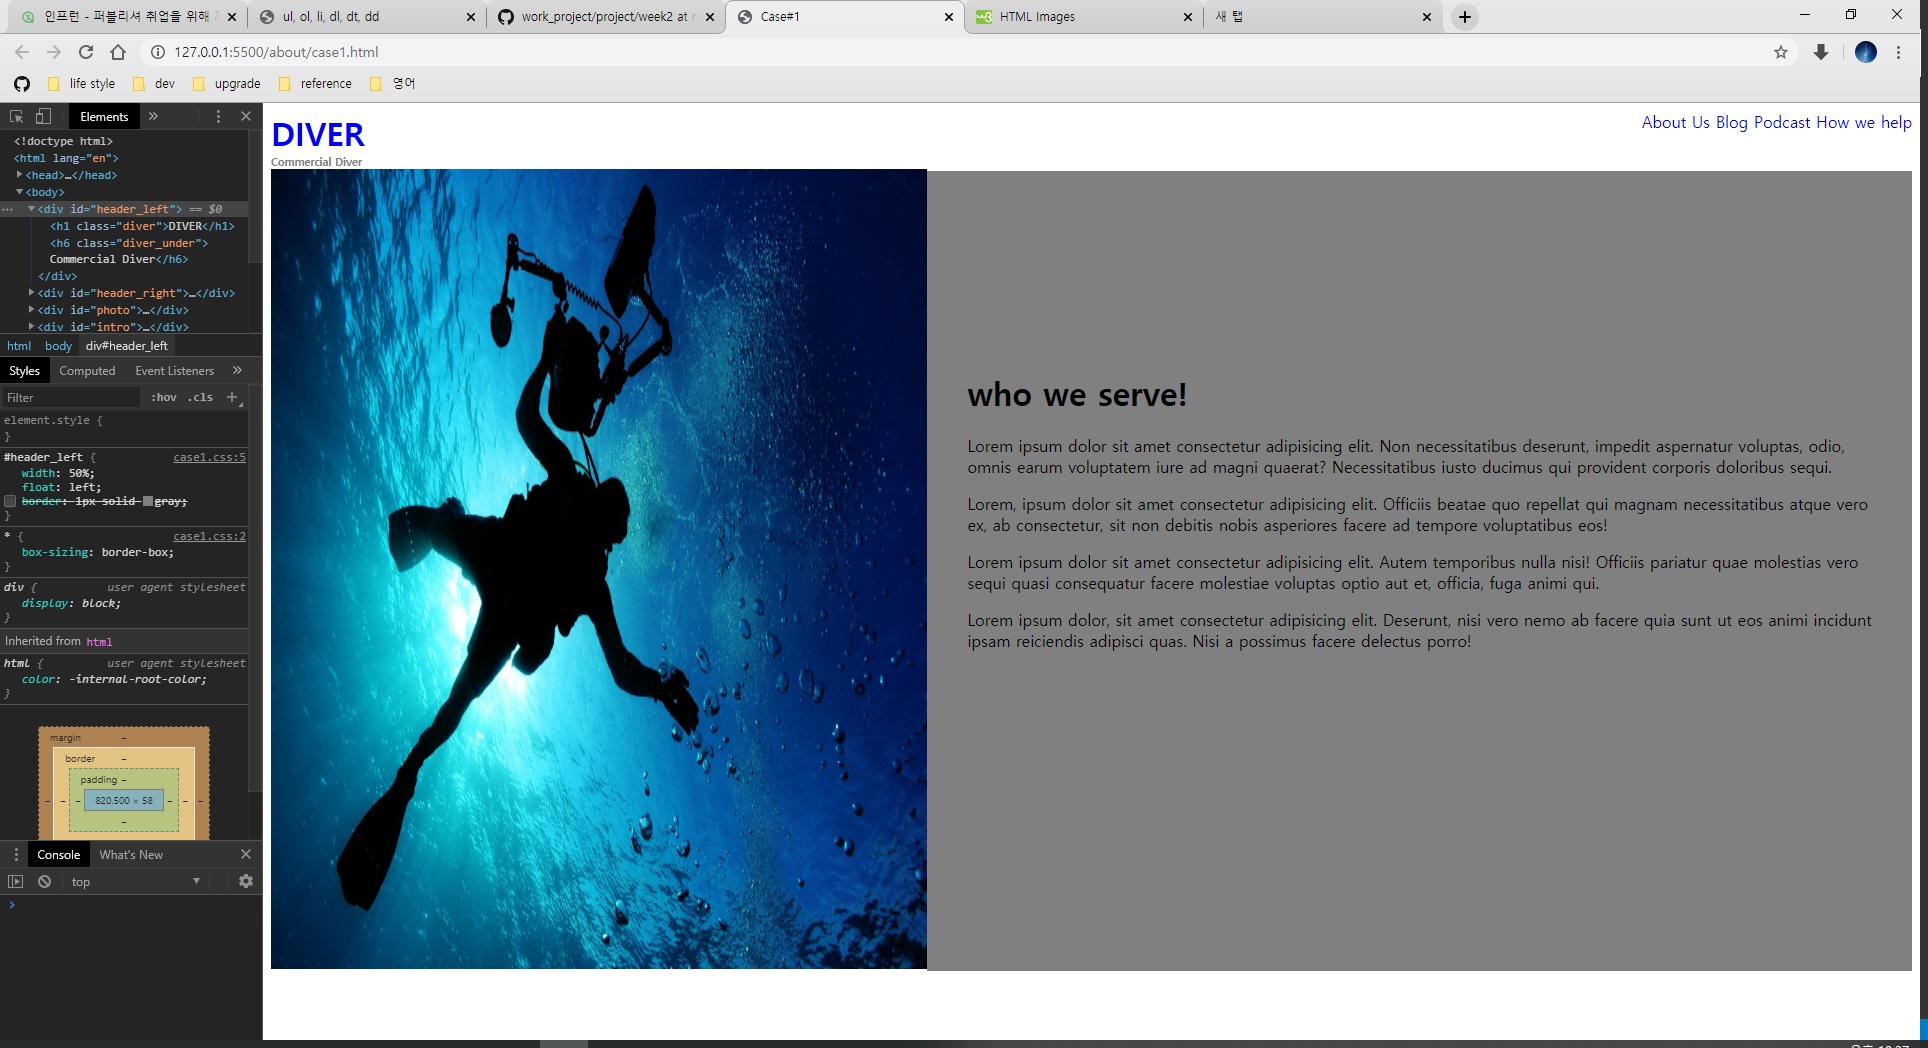 인프런 - 퍼블리셔 취업을 위해
ul, ol, li, dl, dt, dd
work_project/project/week2 at
Case#1
HTML Images
새 탭
127.0.0.1:5500/about/case1.html
life style
dev
upgrade
reference
영어
Elements
<!doctype html>
<html lang="en">
<head>…</head>
<body>
<div id="header_left"> == $0
<h1 class="diver">DIVER</h1>
<h6 class="diver_under">
Commercial Diver</h6>
</div>
<div id="header_right">…</div>
<div id="photo">…</div>
<div id="intro">…</div>
html body div#header_left
Styles Computed Event Listeners »
Filter :hov .cls +
element.style {
}
#header_left { case1.css:5
width: 50%;
float: left;
border: 1px solid gray;
}
* { case1.css:2
box-sizing: border-box;
}
div { user agent stylesheet
display: block;
}
Inherited from html
html { user agent stylesheet
color: -internal-root-color;
}
margin –
border –
padding –
– – – 820.500 × 58 – – –
–
Console What's New
top
DIVER
Commercial Diver
About Us Blog Podcast How we help
who we serve!
Lorem ipsum dolor sit amet consectetur adipisicing elit. Non necessitatibus deserunt, impedit aspernatur voluptas, odio,
omnis earum voluptatem iure ad magni quaerat? Necessitatibus iusto ducimus qui provident corporis doloribus sequi.
Lorem, ipsum dolor sit amet consectetur adipisicing elit. Officiis beatae quo repellat qui magnam necessitatibus atque vero
ex, ab consectetur, sit non debitis nobis asperiores facere ad tempore voluptatibus eos!
Lorem ipsum dolor sit amet consectetur adipisicing elit. Autem temporibus nulla nisi! Officiis pariatur quae molestias vero
sequi quasi consequatur facere molestiae voluptas optio aut et, officia, fuga animi qui.
Lorem ipsum dolor, sit amet consectetur adipisicing elit. Deserunt, nisi vero nemo ab facere quia sunt ut eos animi incidunt
ipsam reiciendis adipisci quas. Nisi a possimus facere delectus porro!